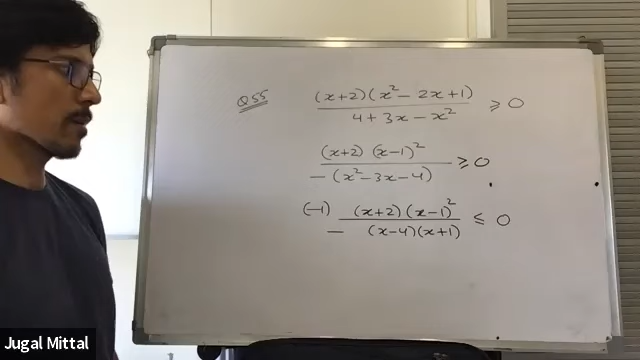 Q55
(x+2)(x² - 2x+1) / 4+3x-x² ≥ 0
(x+2) (x-1)² / -(x²-3x-4) ≥ 0
(-1) (x+2)(x-1)² / - (x-4)(x+1) ≤ 0
Jugal Mittal